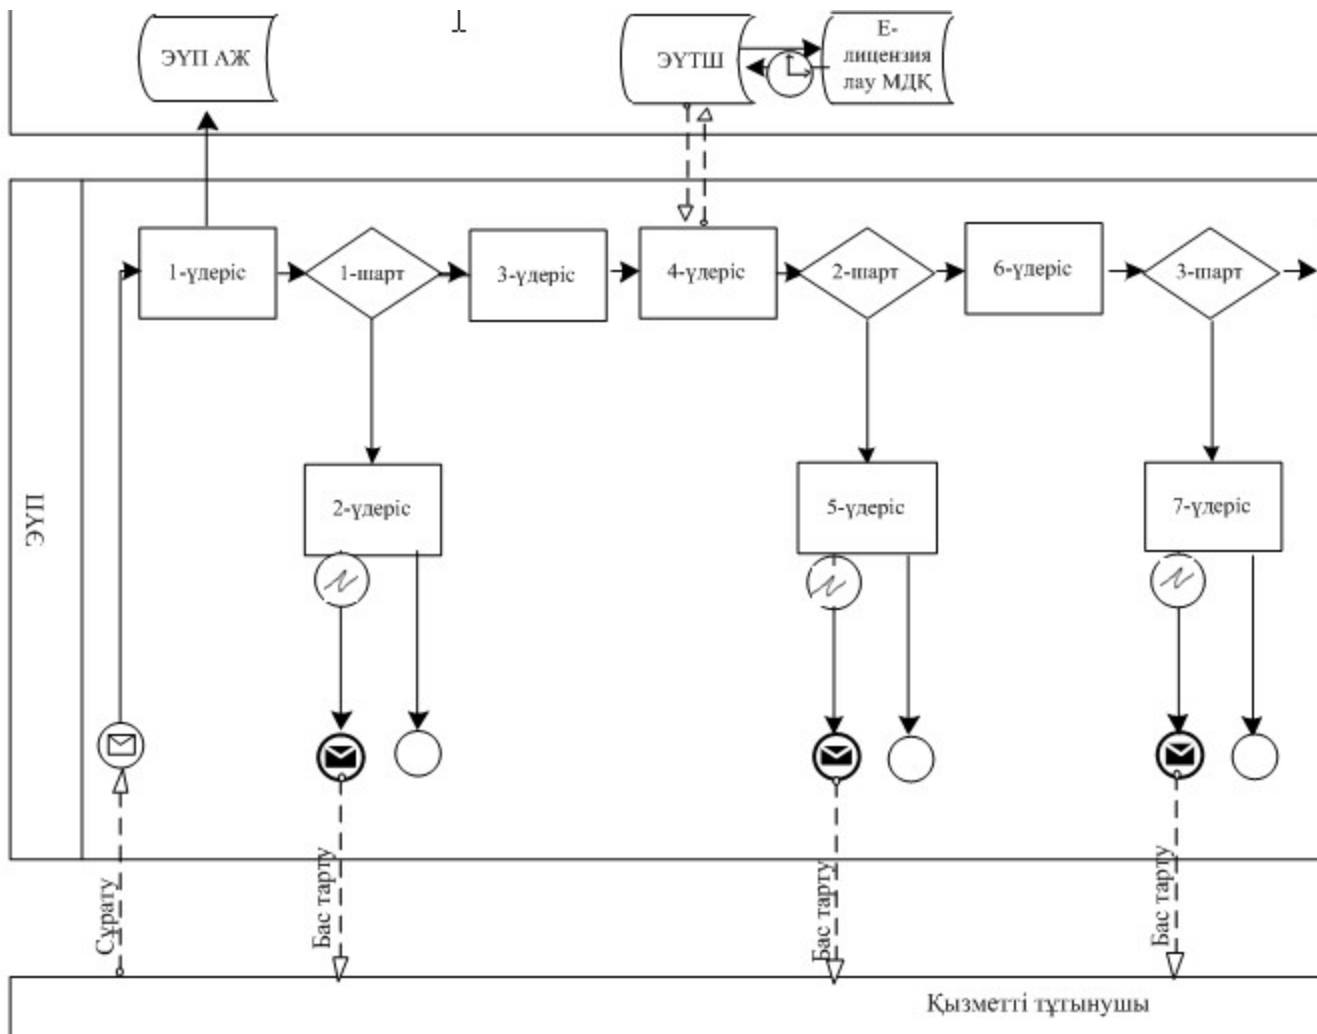 ЭҮП АЖ
ЭҮТШ
Е-
лицензия
лау МДҚ
1-үдеріс
1-шарт
3-үдеріс
4-үдеріс
2-шарт
6-үдеріс
3-шарт
ЭҮП
2-үдеріс
5-үдеріс
7-үдеріс
Сұрату
Бас тарту
Бас тарту
Бас тарту
Қызметті тұтынушы